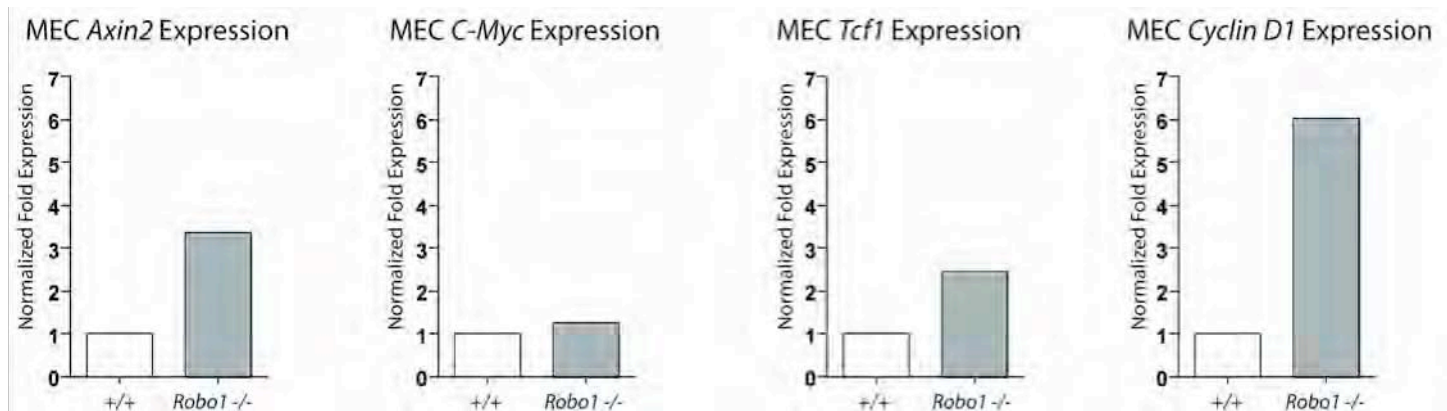 MEC Axin2 Expression
Normalized Fold Expression
7
6
5
4
3
2
1
0
+/+ Robo1 -/-
MEC C-Myc Expression
Normalized Fold Expression
7
6
5
4
3
2
1
0
+/+ Robo1 -/-
MEC Tcf1 Expression
Normalized Fold Expression
7
6
5
4
3
2
1
0
+/+ Robo1 -/-
MEC Cyclin D1 Expression
Normalized Fold Expression
7
6
5
4
3
2
1
0
+/+ Robo1 -/-